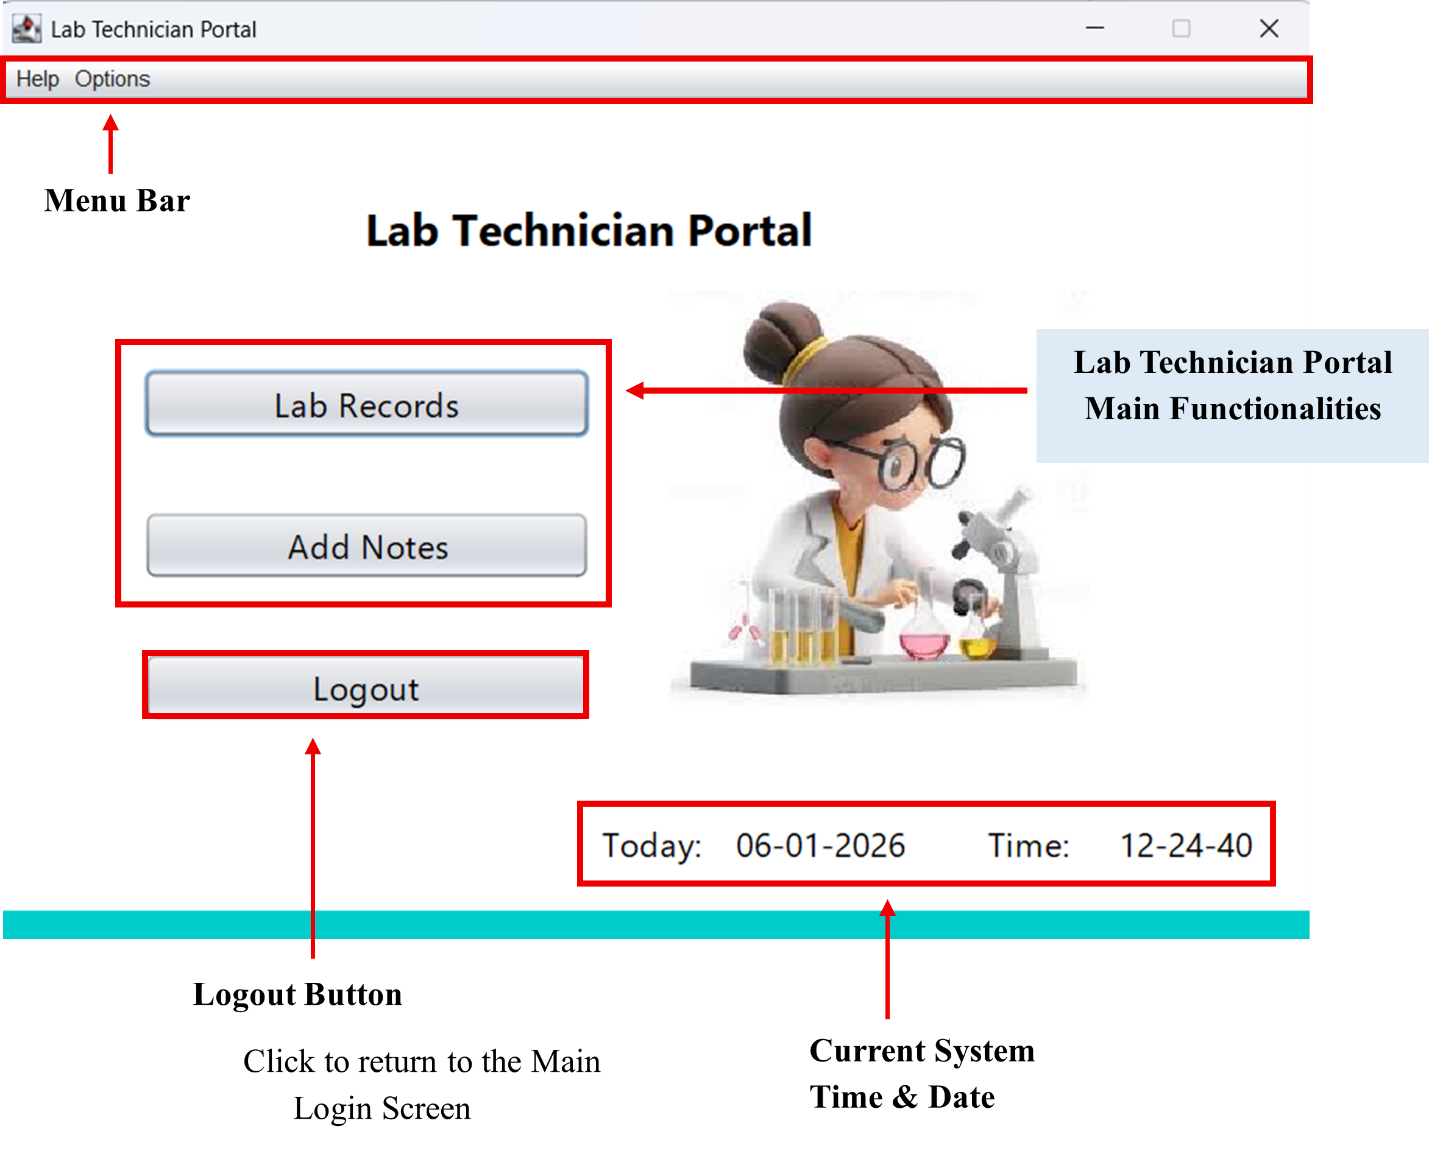 Lab Technician Portal
Help Options
Menu Bar
Lab Technician Portal
Lab Technician Portal
Main Functionalities
Lab Records
Add Notes
Logout
Today: 06-01-2026 Time: 12-24-40
Logout Button
Click to return to the Main
Login Screen
Current System
Time & Date